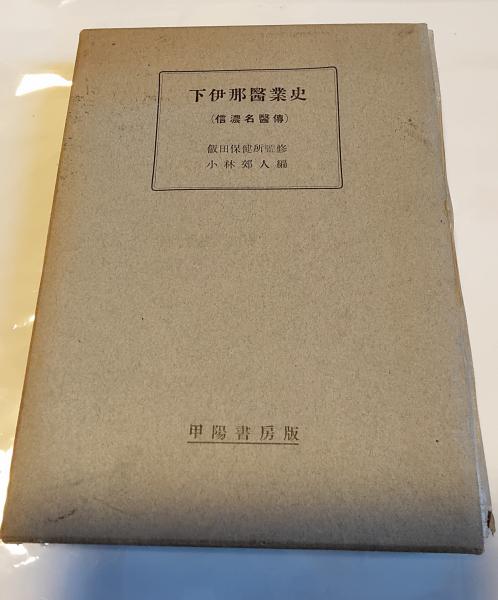 下伊那醫業史
(信濃名醫傳)
飯田保健所監修
小林郊人編
甲陽書房版